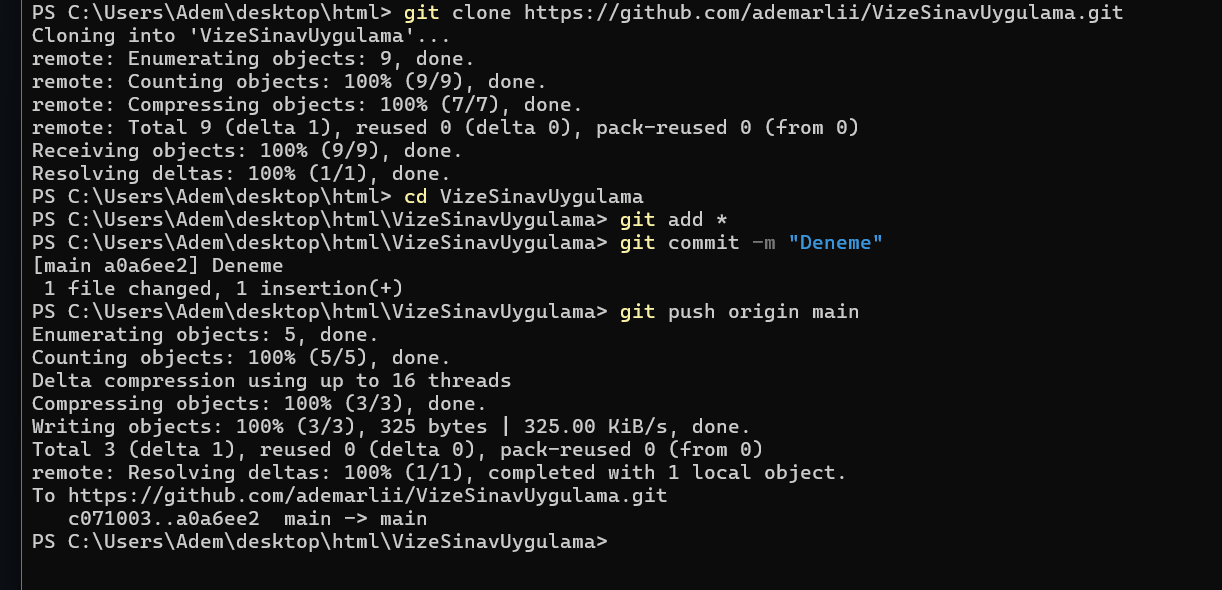 PS C:\Users\Adem\desktop\html> git clone https://github.com/ademarlii/VizeSinavUygulama.git
Cloning into 'VizeSinavUygulama'...
remote: Enumerating objects: 9, done.
remote: Counting objects: 100% (9/9), done.
remote: Compressing objects: 100% (7/7), done.
remote: Total 9 (delta 1), reused 0 (delta 0), pack-reused 0 (from 0)
Receiving objects: 100% (9/9), done.
Resolving deltas: 100% (1/1), done.
PS C:\Users\Adem\desktop\html> cd VizeSinavUygulama
PS C:\Users\Adem\desktop\html\VizeSinavUygulama> git add *
PS C:\Users\Adem\desktop\html\VizeSinavUygulama> git commit -m "Deneme"
[main a0a6ee2] Deneme
 1 file changed, 1 insertion(+)
PS C:\Users\Adem\desktop\html\VizeSinavUygulama> git push origin main
Enumerating objects: 5, done.
Counting objects: 100% (5/5), done.
Delta compression using up to 16 threads
Compressing objects: 100% (3/3), done.
Writing objects: 100% (3/3), 325 bytes | 325.00 KiB/s, done.
Total 3 (delta 1), reused 0 (delta 0), pack-reused 0 (from 0)
remote: Resolving deltas: 100% (1/1), completed with 1 local object.
To https://github.com/ademarlii/VizeSinavUygulama.git
   c071003..a0a6ee2  main -> main
PS C:\Users\Adem\desktop\html\VizeSinavUygulama>